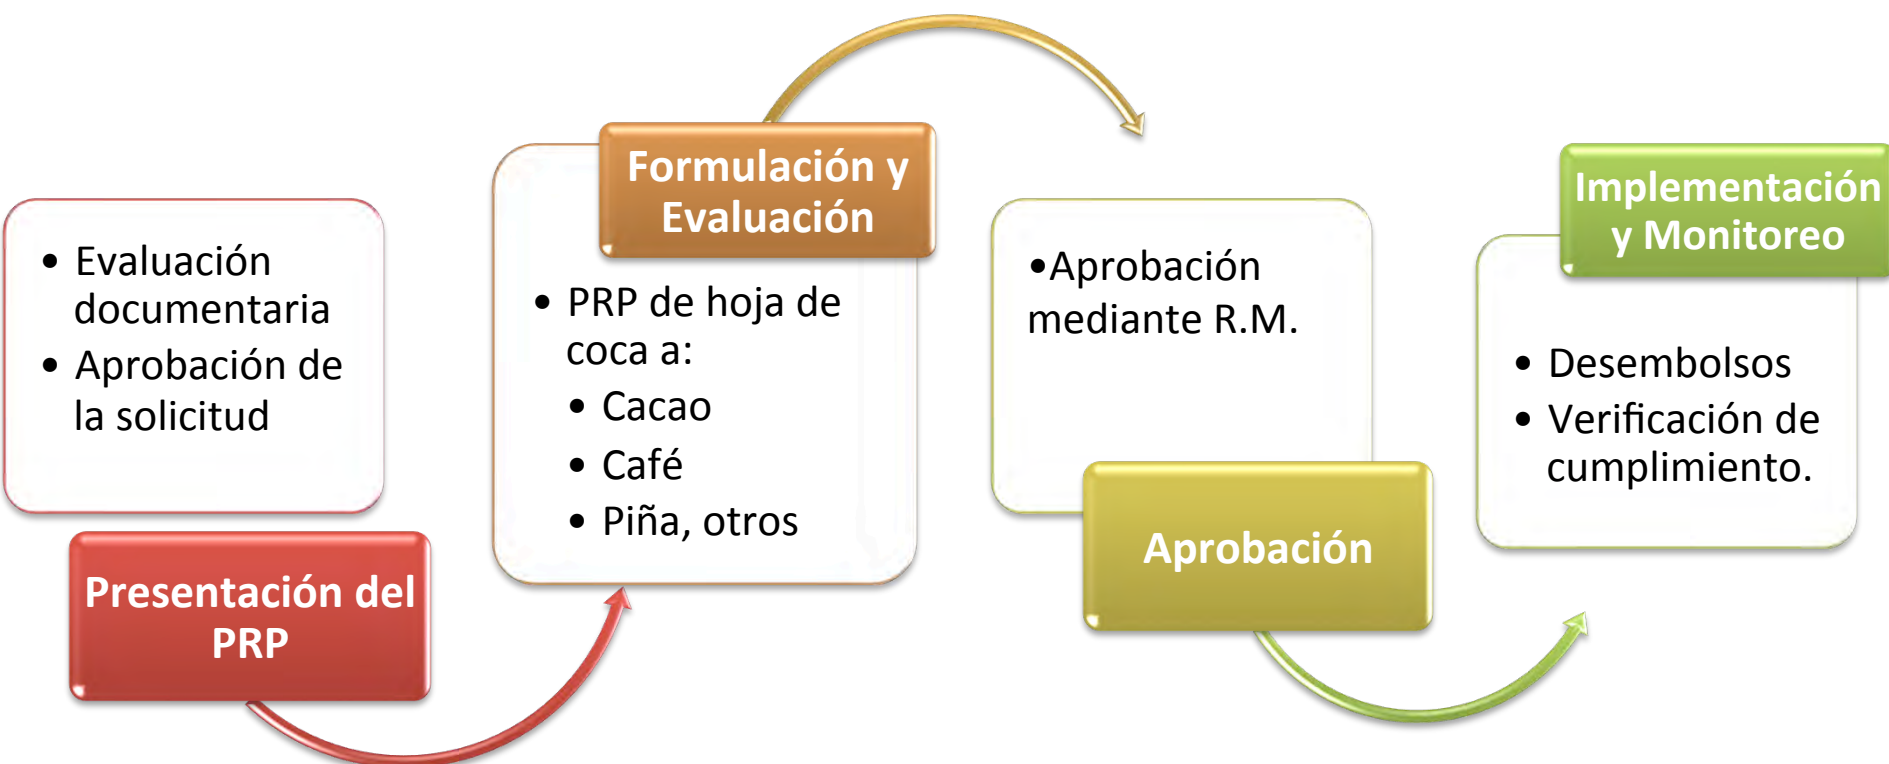 • Evaluación
documentaria
• Aprobación de
la solicitud
Presentación del
PRP
Formulación y
Evaluación
• PRP de hoja de
coca a:
• Cacao
• Café
• Piña, otros
•Aprobación
mediante R.M.
Aprobación
Implementación
y Monitoreo
• Desembolsos
• Verificación de
cumplimiento.